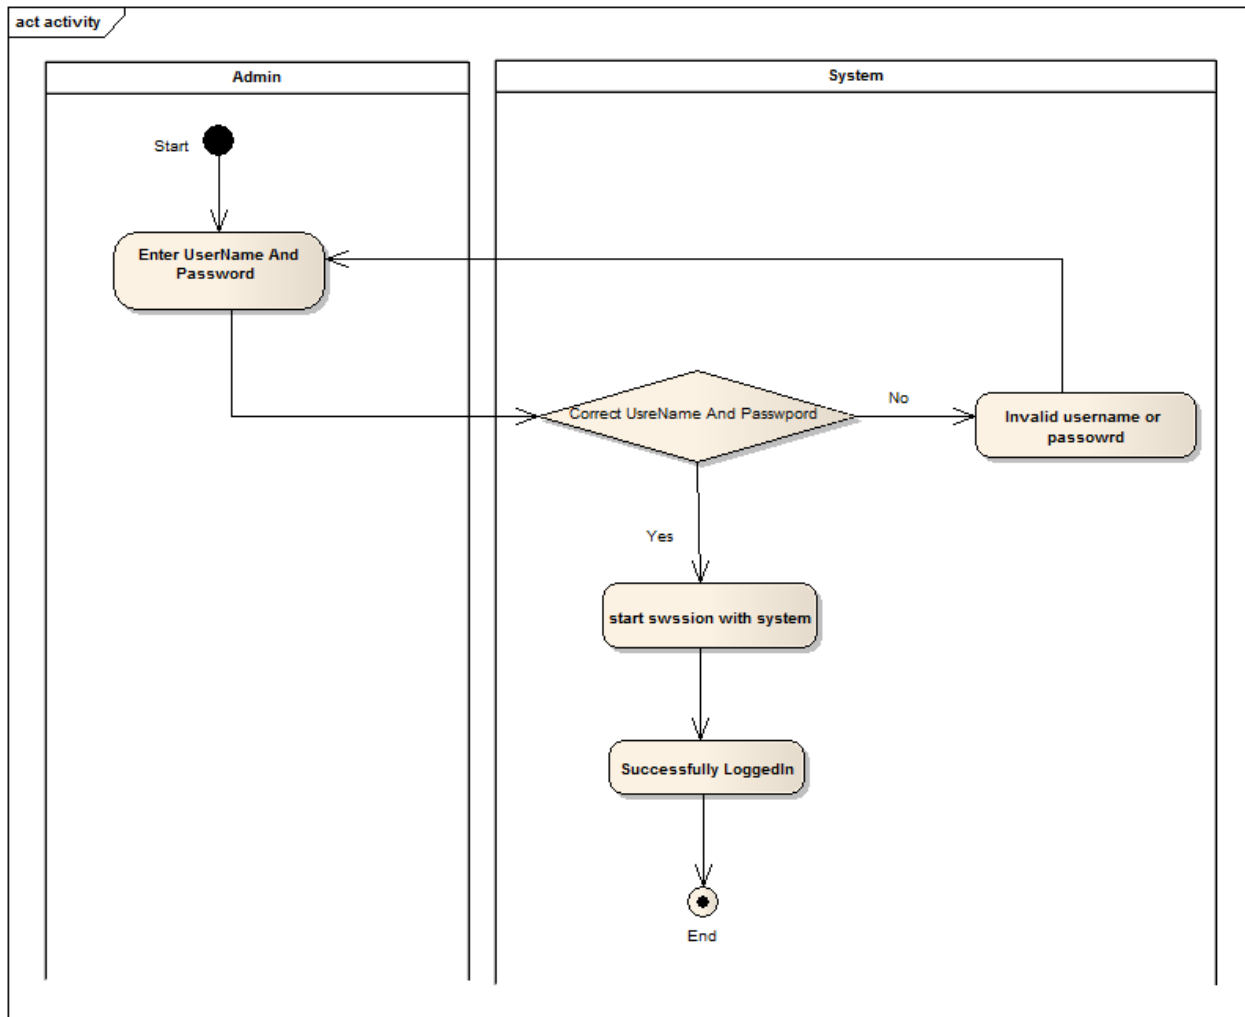 act activity
Admin
System
Start
Enter UserName And
Password
Correct UsreName And Passwpord
No
Invalid username or
passowrd
Yes
start swssion with system
Successfully LoggedIn
End